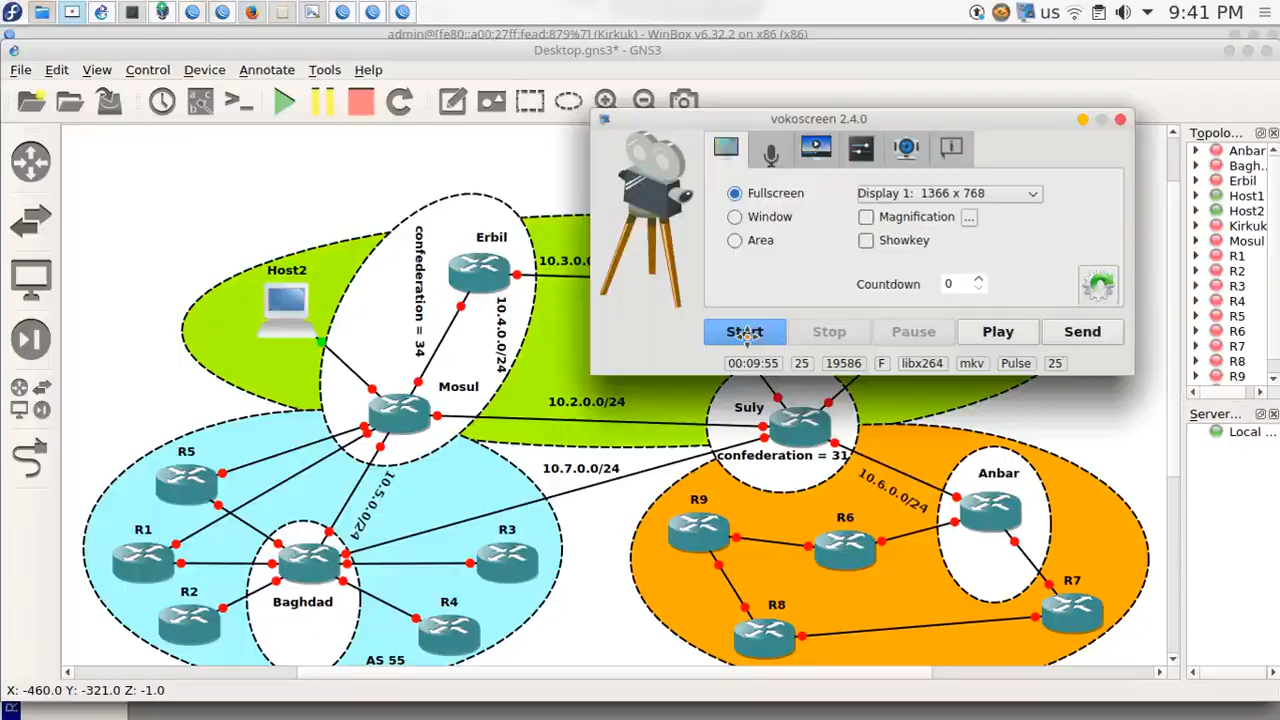 us 9:41 PM
admin@[fe80::a00:27ff:fead:879%7] (Kirkuk) - WinBox v6.32.2 on x86 (x86)
Desktop.gns3* - GNS3
File Edit View Control Device Annotate Tools Help
vokoscreen 2.4.0
Fullscreen
Window
Area
Display 1: 1366 x 768
Magnification ...
Showkey
Countdown 0
Start Stop Pause Play Send
00:09:55 25 19586 F libx264 mkv Pulse 25
Topolo...
Anbar
Bagh..
Erbil
Host1
Host2
Kirkuk
Mosul
R1
R2
R3
R4
R5
R6
R7
R8
R9
Server...
Local ...
Erbil
confederation = 34
Host2
10.3.0.0
10.4.0.0/24
Mosul
10.2.0.0/24
Suly
confederation = 31
10.7.0.0/24
10.5.0.0/24
10.6.0.0/24
Anbar
R5
R1
R2
Baghdad
R3
R4
AS 55
R9
R6
R8
R7
X: -460.0 Y: -321.0 Z: -1.0